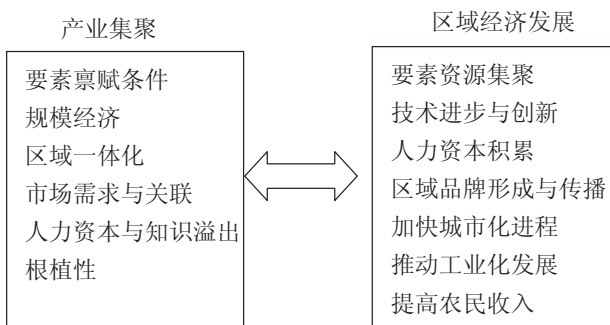 产业集聚
要素禀赋条件
规模经济
区域一体化
市场需求与关联
人力资本与知识溢出
根植性
区域经济发展
要素资源集聚
技术进步与创新
人力资本积累
区域品牌形成与传播
加快城市化进程
推动工业化发展
提高农民收入